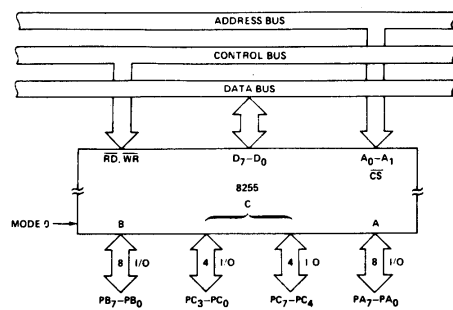 ADDRESS BUS
CONTROL BUS
DATA BUS
RD, WR D7-D0 A0-A1
CS
8255
C
MODE 0 B A
8 I/O 4 I/O 4 I/O 8 I/O
PB7-PB0 PC3-PC0 PC7-PC4 PA7-PA0